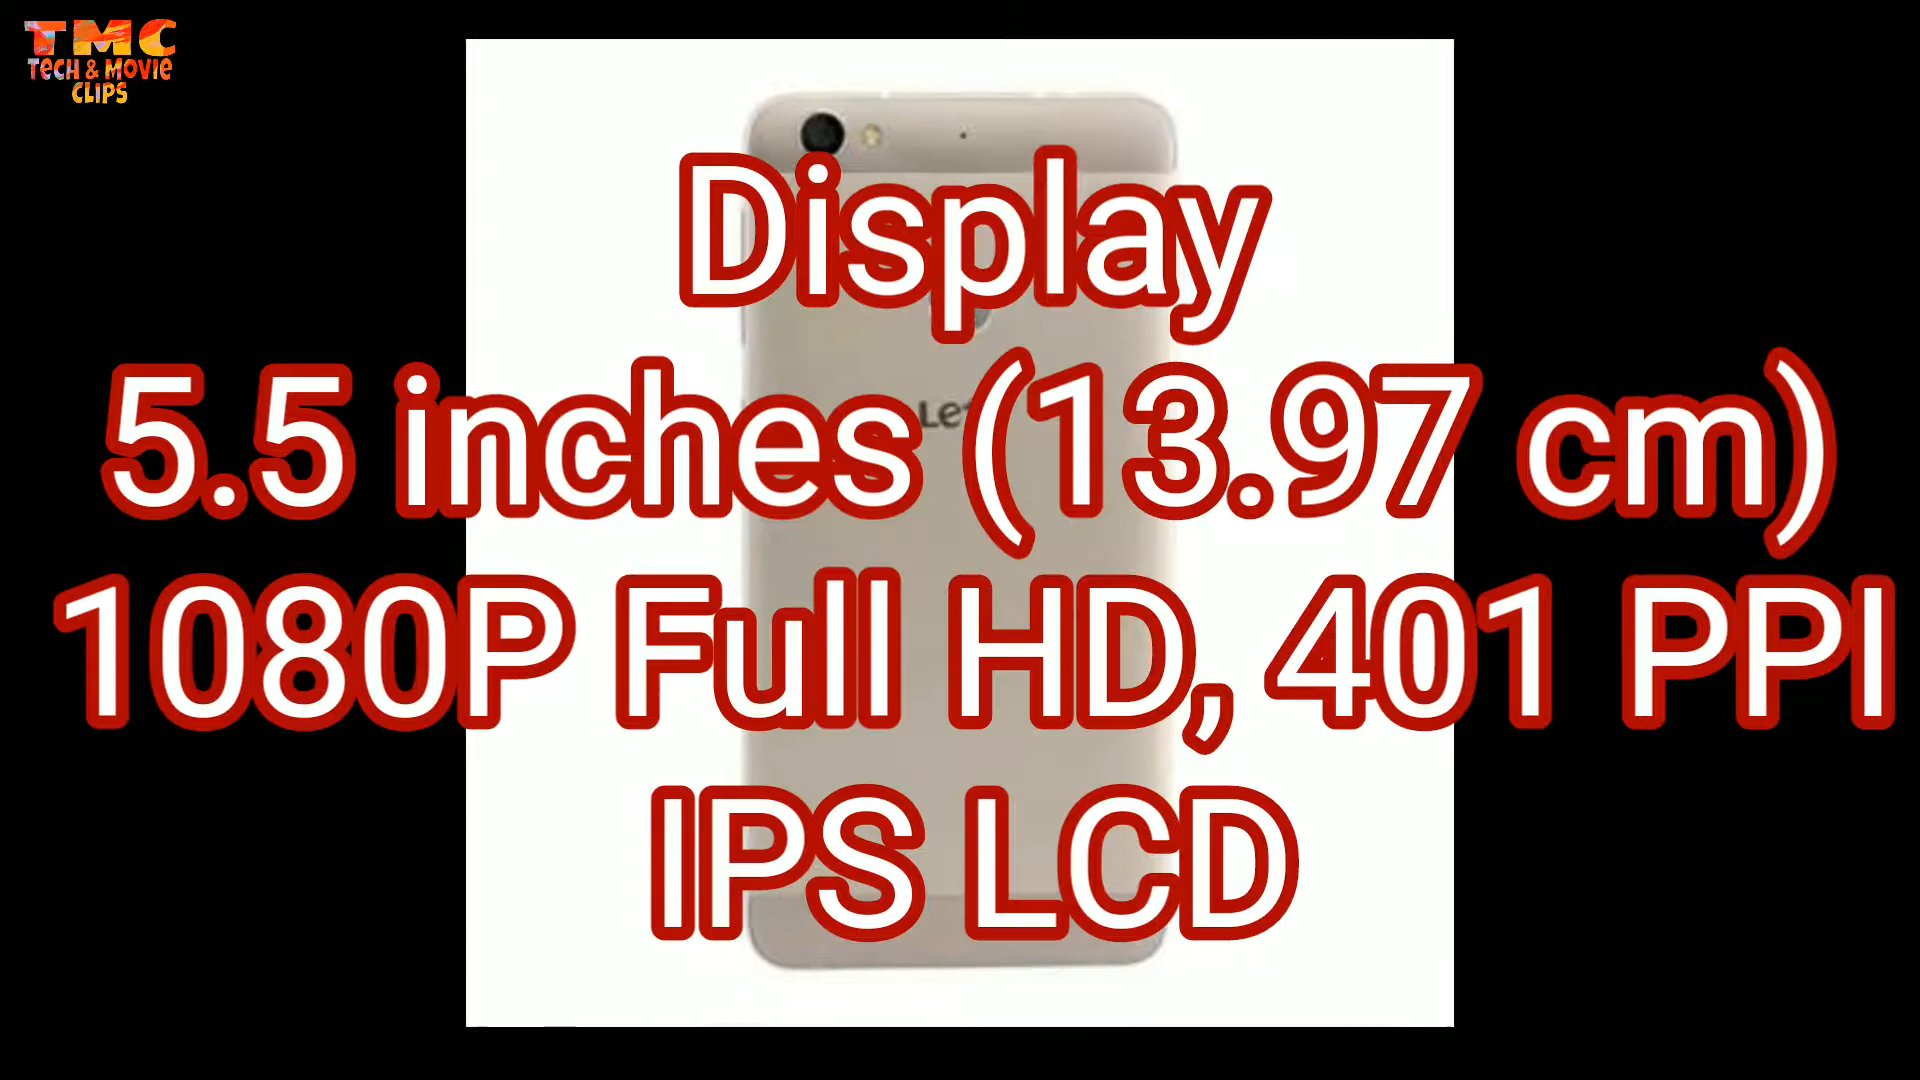 TMC
TECH & MOVIE
CLIPS
Display
5.5 inches (13.97 cm)
1080P Full HD, 401 PPI
IPS LCD